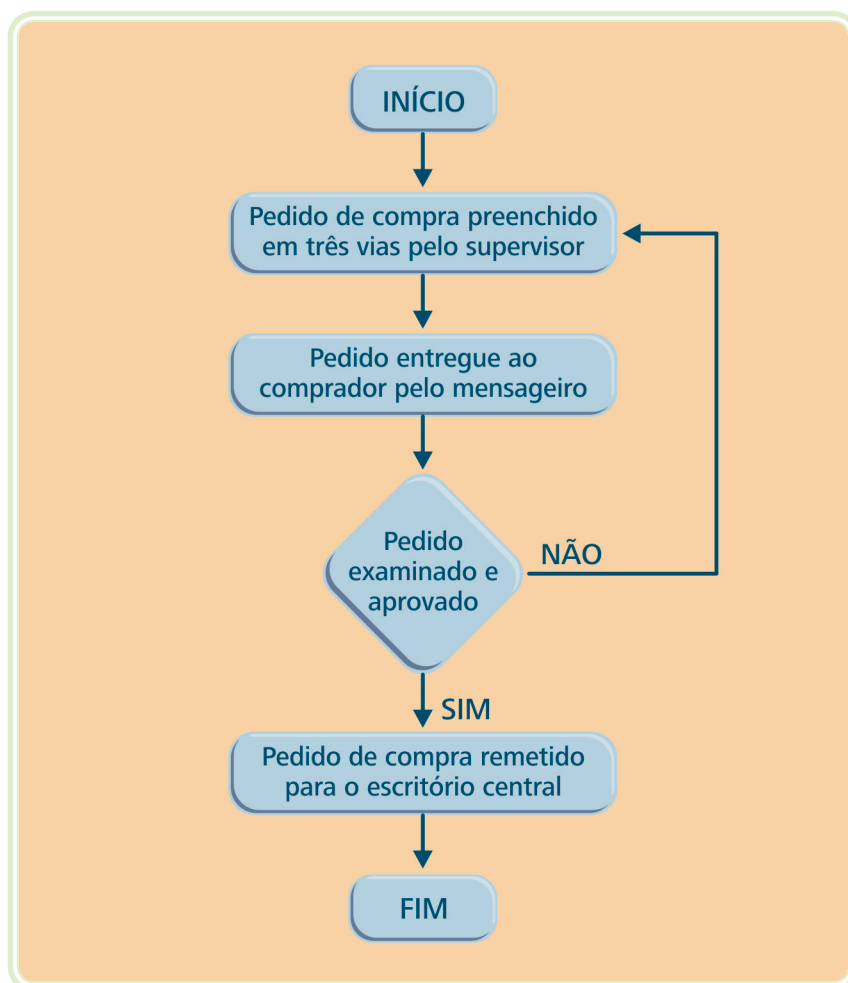 INÍCIO
Pedido de compra preenchido
em três vias pelo supervisor
Pedido entregue ao
comprador pelo mensageiro
Pedido
examinado e
aprovado
NÃO
SIM
Pedido de compra remetido
para o escritório central
FIM